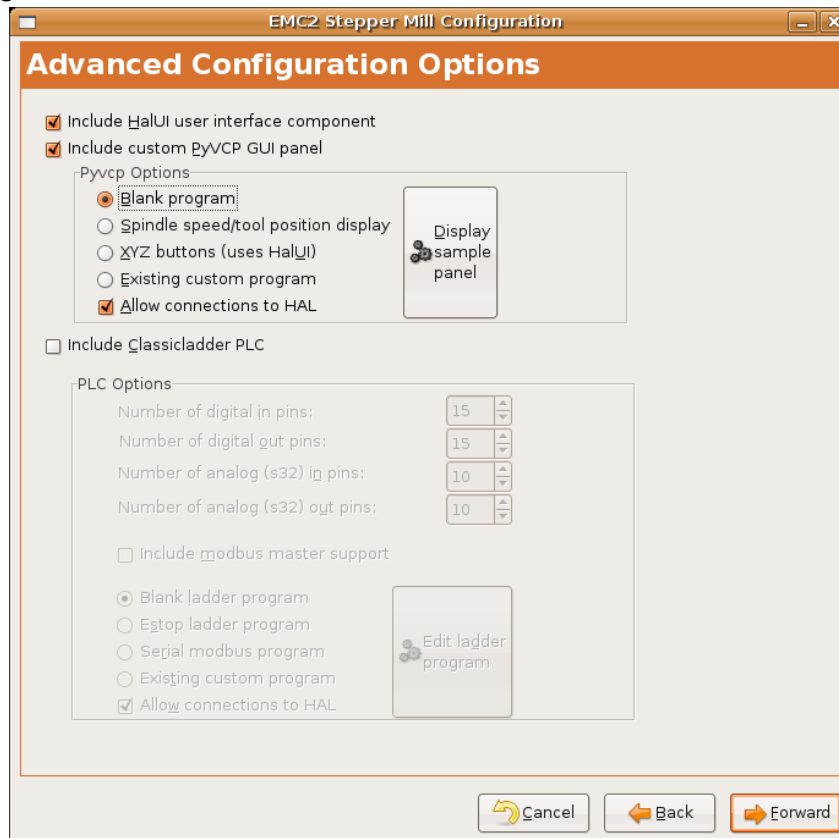 EMC2 Stepper Mill Configuration
Advanced Configuration Options
Include HalUI user interface component
Include custom PyVCP GUI panel
Pyvcp Options
Blank program
Spindle speed/tool position display
XYZ buttons (uses HalUI)
Existing custom program
Allow connections to HAL
Display
sample
panel
Include Classicladder PLC
PLC Options
Number of digital in pins: 15
Number of digital out pins: 15
Number of analog (s32) in pins: 10
Number of analog (s32) out pins: 10
Include modbus master support
Blank ladder program
Estop ladder program
Serial modbus program
Existing custom program
Allow connections to HAL
Edit ladder
program
Cancel Back Forward